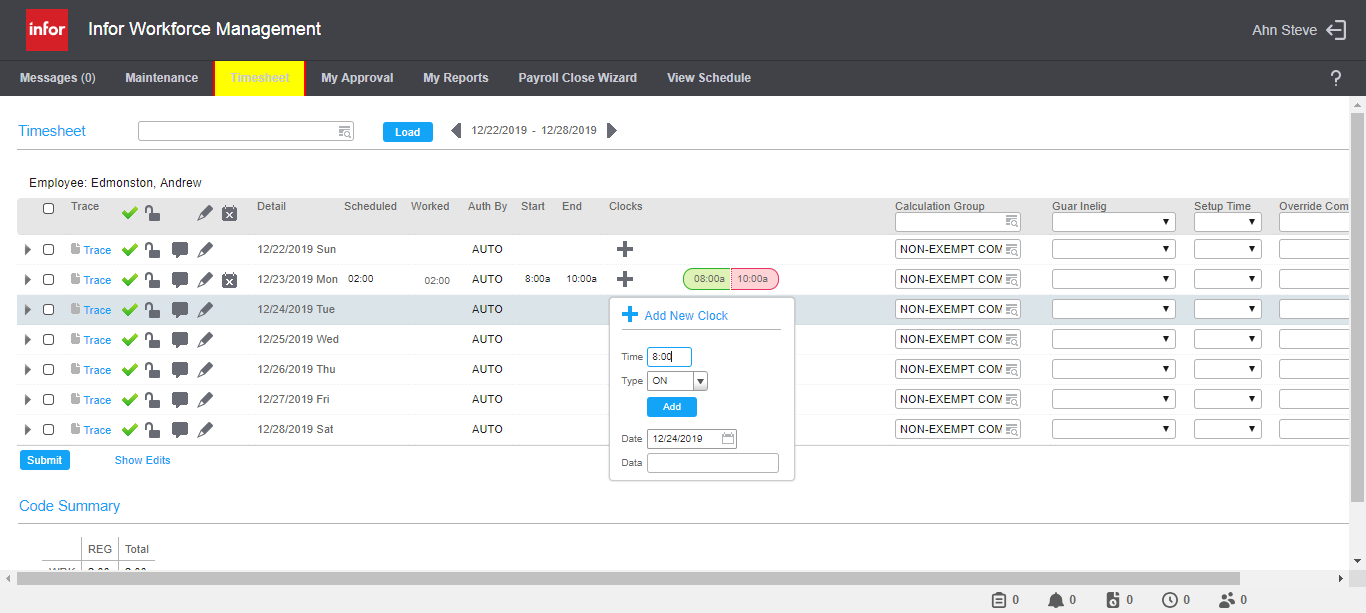 infor Infor Workforce Management Ahn Steve
Messages (0) Maintenance Timesheet My Approval My Reports Payroll Close Wizard View Schedule ?
Timesheet Load 12/22/2019 - 12/28/2019
Employee: Edmonston, Andrew
Trace Detail Scheduled Worked Auth By Start End Clocks Calculation Group Guar Inelig Setup Time Override Com
Trace 12/22/2019 Sun AUTO NON-EXEMPT COM
Trace 12/23/2019 Mon 02:00 02:00 AUTO 8:00a 10:00a 08:00a 10:00a NON-EXEMPT COM
Trace 12/24/2019 Tue AUTO NON-EXEMPT COM
Add New Clock
Trace 12/25/2019 Wed AUTO NON-EXEMPT COM
Time 8:00
Trace 12/26/2019 Thu AUTO NON-EXEMPT COM
Type ON
Trace 12/27/2019 Fri AUTO NON-EXEMPT COM
Add
Trace 12/28/2019 Sat AUTO NON-EXEMPT COM
Date 12/24/2019
Submit Show Edits
Data
Code Summary
REG Total
0 0 0 0 0